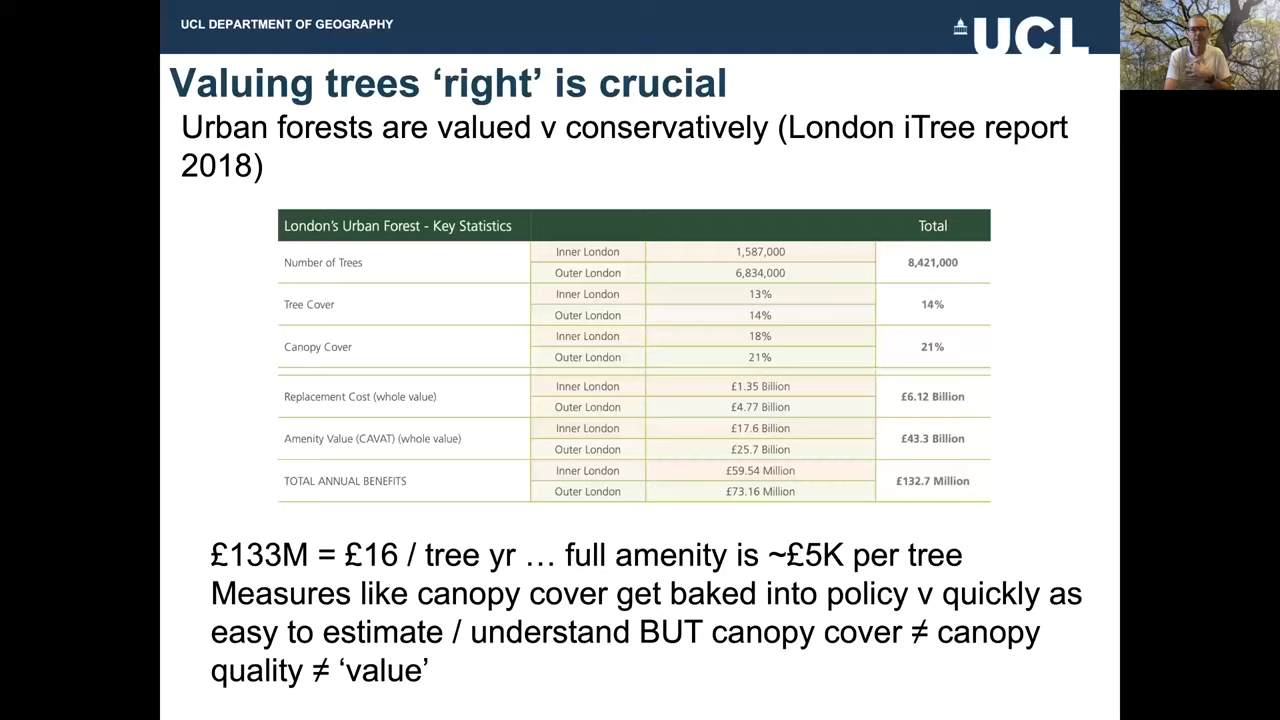 UCL DEPARTMENT OF GEOGRAPHY
UCL
Valuing trees ‘right’ is crucial
Urban forests are valued v conservatively (London iTree report
2018)
London's Urban Forest - Key Statistics Total
Number of Trees Inner London 1,587,000 8,421,000
Outer London 6,834,000
Tree Cover Inner London 13% 14%
Outer London 14%
Canopy Cover Inner London 18% 21%
Outer London 21%
Replacement Cost (whole value) Inner London £1.35 Billion £6.12 Billion
Outer London £4.77 Billion
Amenity Value (CAVAT) (whole value) Inner London £17.6 Billion £43.3 Billion
Outer London £25.7 Billion
TOTAL ANNUAL BENEFITS Inner London £59.54 Million £132.7 Million
Outer London £73.16 Million
£133M = £16 / tree yr … full amenity is ~£5K per tree
Measures like canopy cover get baked into policy v quickly as
easy to estimate / understand BUT canopy cover ≠ canopy
quality ≠ ‘value’